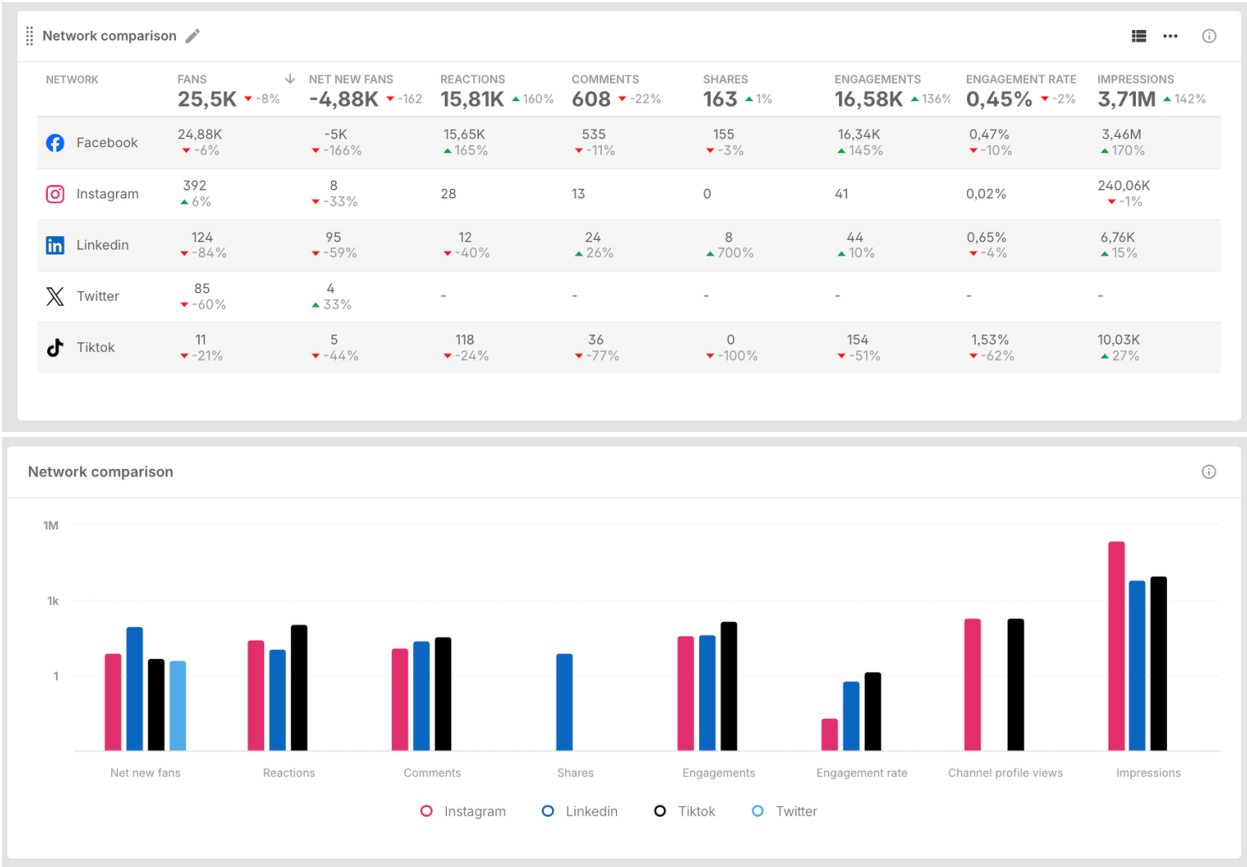 Network comparison
NETWORK FANS NET NEW FANS REACTIONS COMMENTS SHARES ENGAGEMENTS ENGAGEMENT RATE IMPRESSIONS
25,5K -8% -4,88K -162 15,81K 160% 608 -22% 163 1% 16,58K 136% 0,45% -2% 3,71M 142%
Facebook 24,88K -5K 15,65K 535 155 16,34K 0,47% 3,46M
-6% -166% 165% -11% -3% 145% -10% 170%
Instagram 392 8 28 13 0 41 0,02% 240,06K
6% -33% -1%
Linkedin 124 95 12 24 8 44 0,65% 6,76K
-84% -59% -40% 26% 700% 10% -4% 15%
Twitter 85 4 - - - - - -
-60% 33%
Tiktok 11 5 118 36 0 154 1,53% 10,03K
-21% -44% -24% -77% -100% -51% -62% 27%
Network comparison
1M
1k
1
Net new fans Reactions Comments Shares Engagements Engagement rate Channel profile views Impressions
Instagram Linkedin Tiktok Twitter